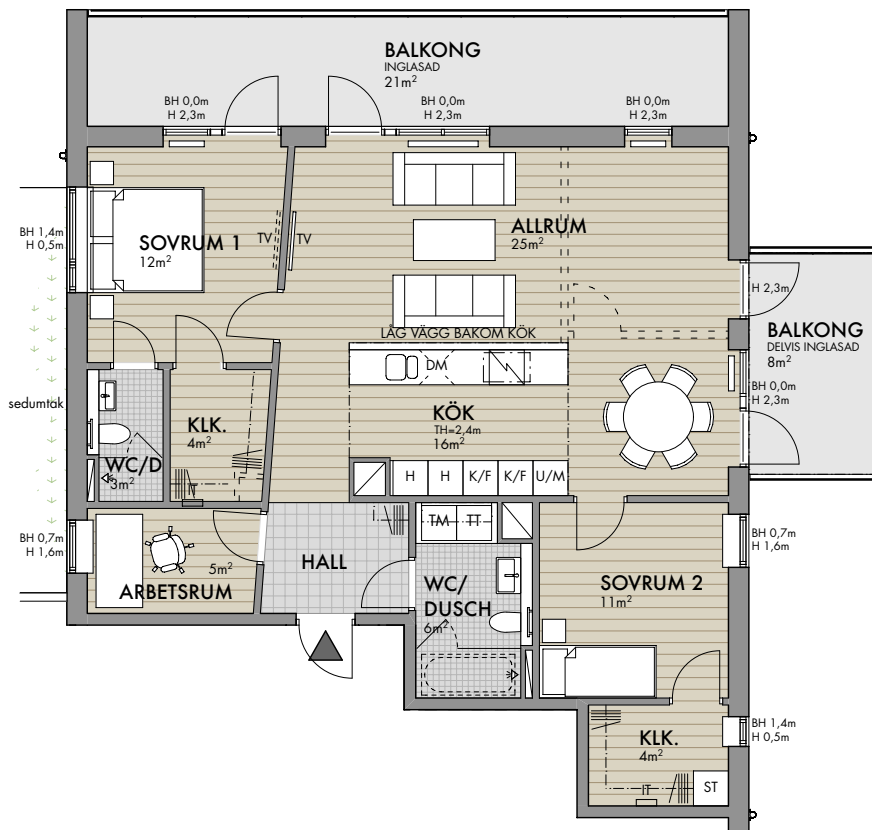 BALKONG
INGLASAD
21m²
BH 0,0m
H 2,3m
BH 0,0m
H 2,3m
BH 0,0m
H 2,3m
BH 1,4m
H 0,5m
SOVRUM 1
12m²
TV
TV
ALLRUM
25m²
H 2,3m
BALKONG
DELVIS INGLASAD
8m²
BH 0,0m
H 2,3m
LÅG VÄGG BAKOM KÖK
DM
KÖK
TH=2,4m
16m²
sedumtak
KLK.
4m²
WC/D
3m²
IT
H
H
K/F
K/F
U/M
BH 0,7m
H 1,6m
5m²
ARBETSRUM
HALL
TM
TT
WC/
DUSCH
6m²
SOVRUM 2
11m²
BH 0,7m
H 1,6m
KLK.
4m²
BH 1,4m
H 0,5m
IT
ST